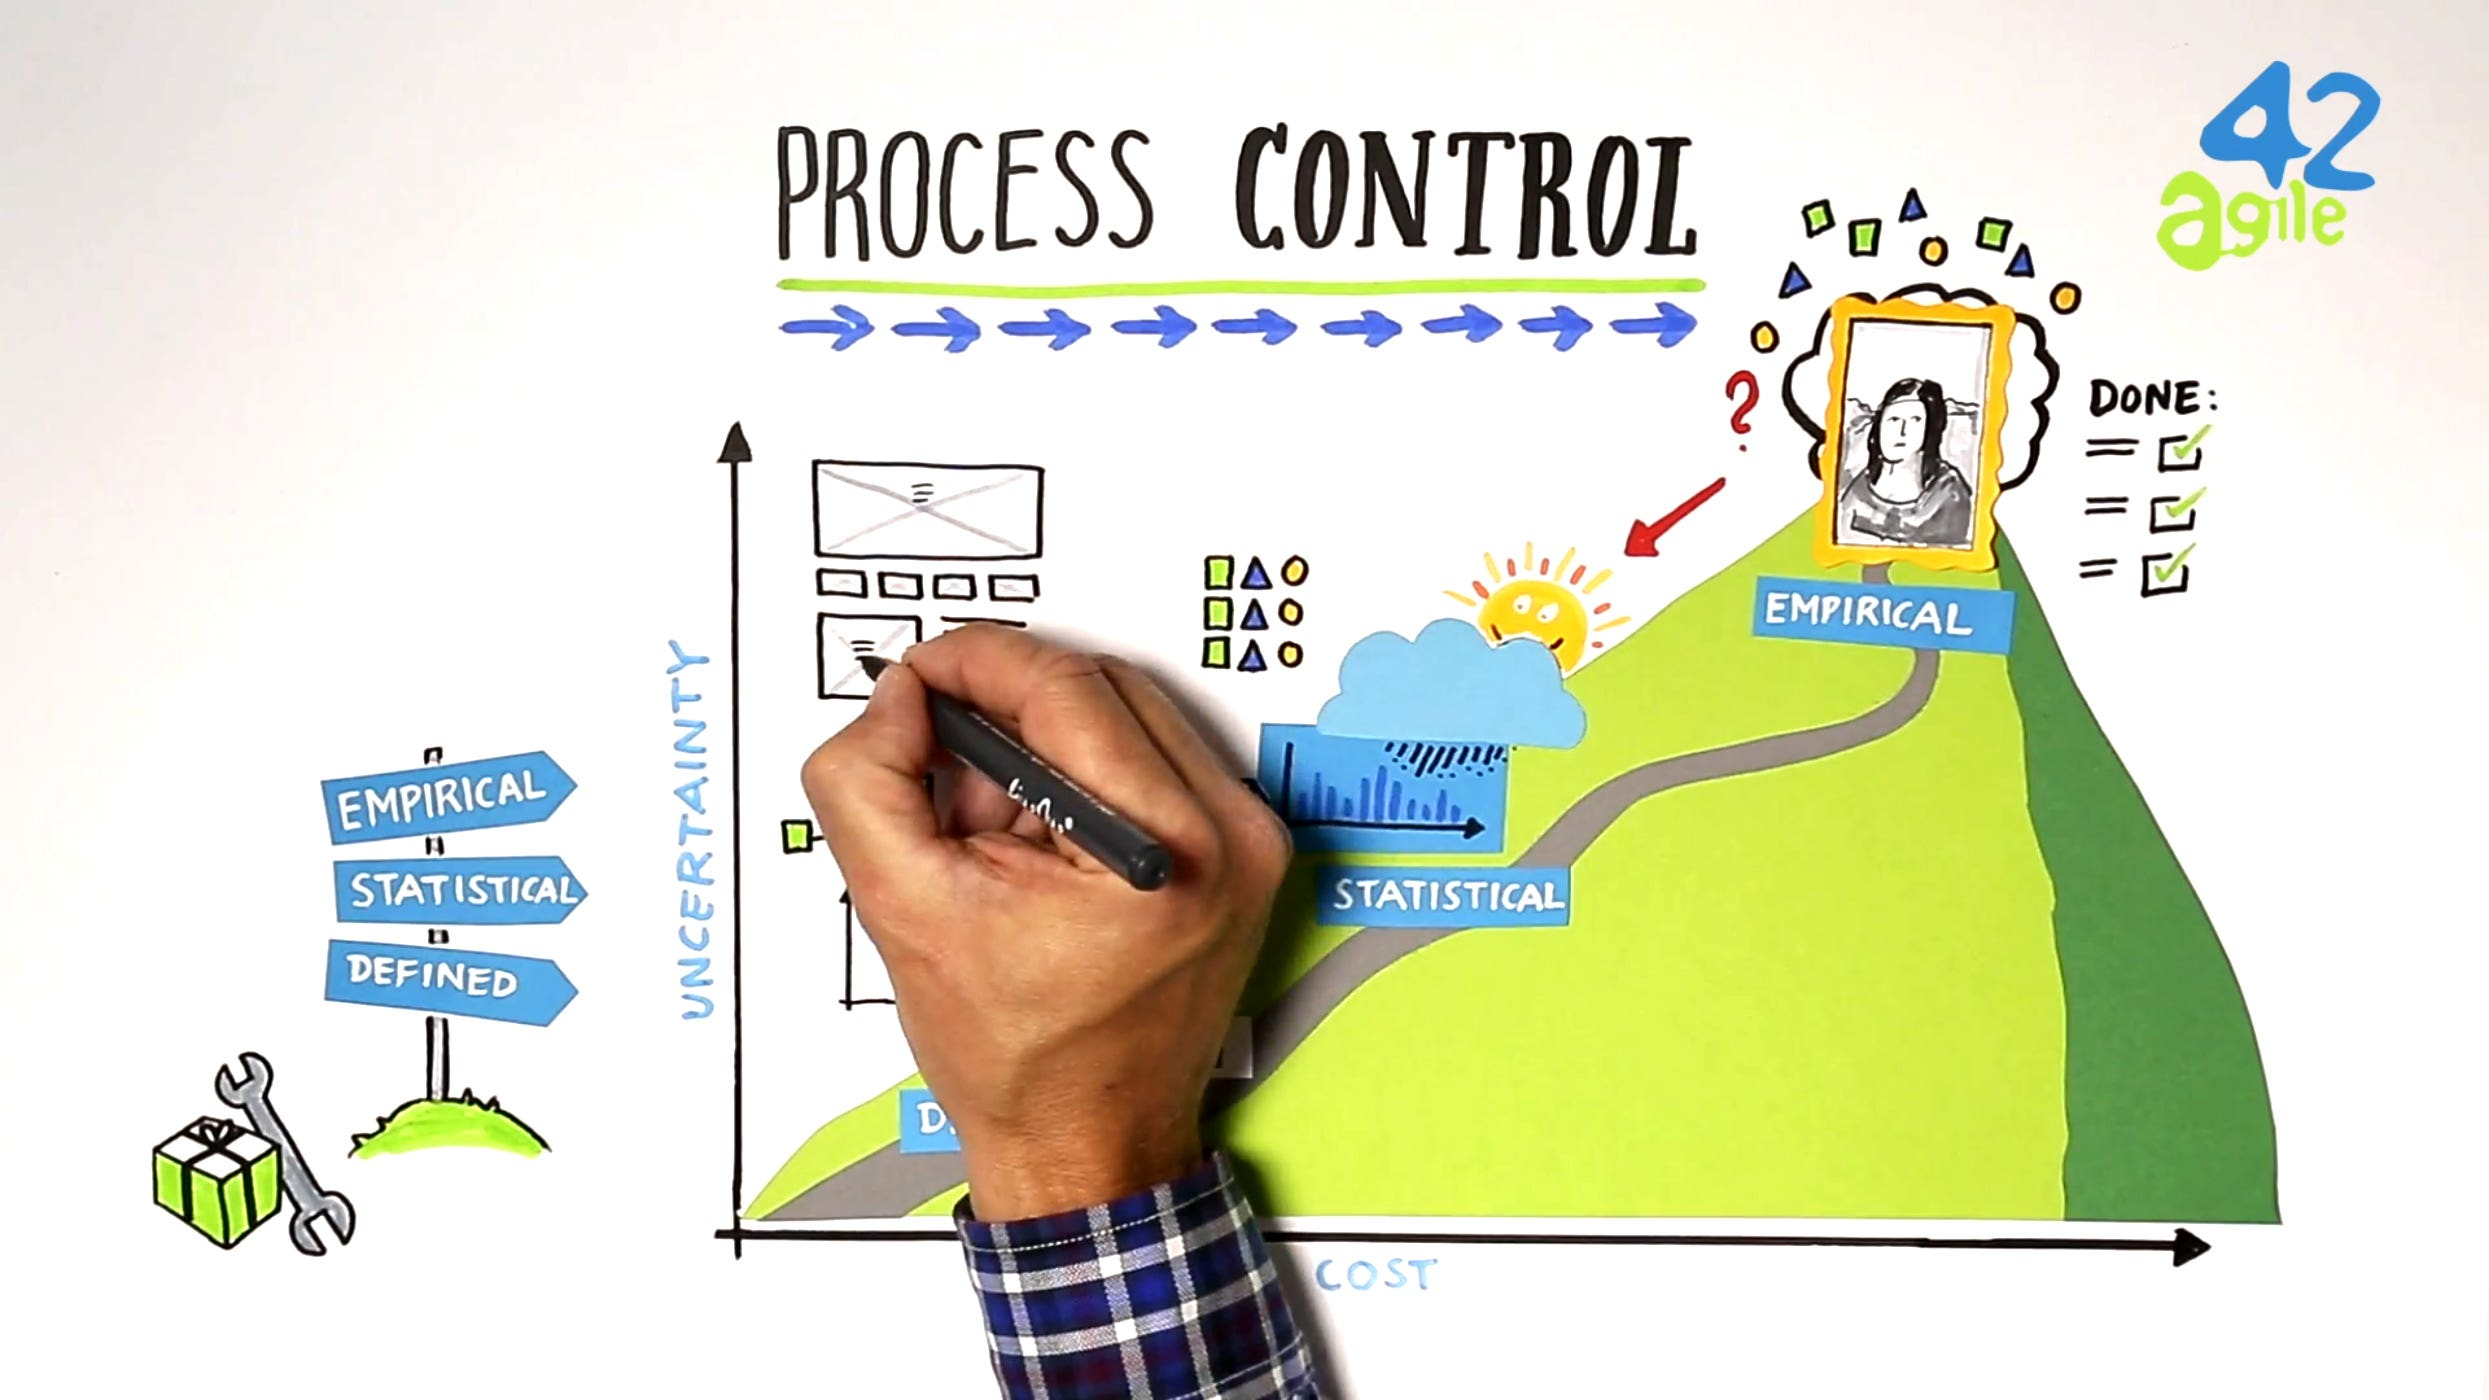 42
agile
PROCESS CONTROL
?
DONE:
EMPIRICAL
UNCERTAINTY
EMPIRICAL
STATISTICAL
DEFINED
STATISTICAL
D
COST